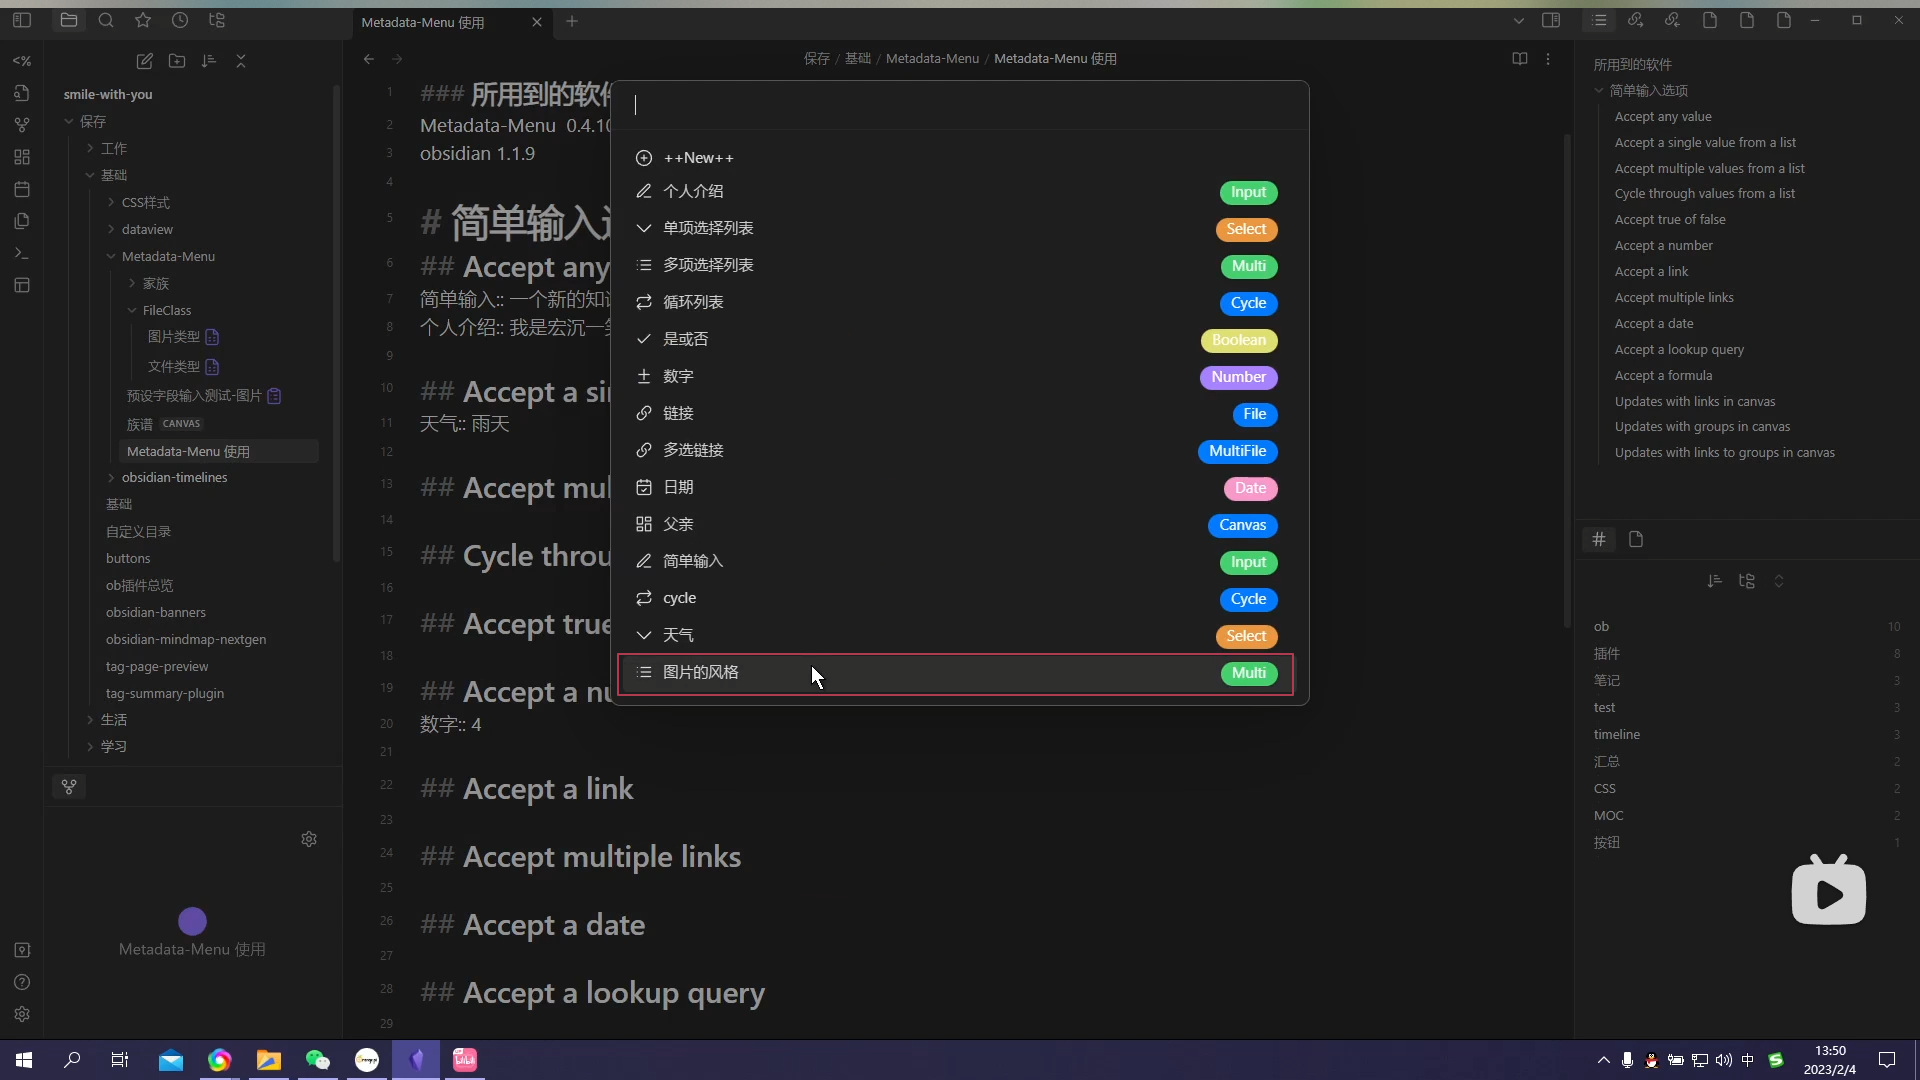 Metadata-Menu 使用
保存 / 基础 / Metadata-Menu / Metadata-Menu 使用
smile-with-you
保存
工作
基础
CSS样式
dataview
Metadata-Menu
家族
FileClass
图片类型
文件类型
预设字段输入测试-图片
族谱 CANVAS
Metadata-Menu 使用
obsidian-timelines
基础
自定义目录
buttons
ob插件总览
obsidian-banners
obsidian-mindmap-nextgen
tag-page-preview
tag-summary-plugin
生活
学习
Metadata-Menu 使用
1 ### 所用到的软件
2 Metadata-Menu 0.4.10
3 obsidian 1.1.9
4
5 # 简单输入
6 ## Accept any
7 简单输入:: 一个新的知
8 个人介绍:: 我是宏沉一
9
10 ## Accept a si
11 天气:: 雨天
12
13 ## Accept mul
14
15 ## Cycle throu
16
17 ## Accept true
18
19 ## Accept a nu
20 数字:: 4
21
22 ## Accept a link
23
24 ## Accept multiple links
25
26 ## Accept a date
27
28 ## Accept a lookup query
29
++New++
个人介绍 Input
单项选择列表 Select
多项选择列表 Multi
循环列表 Cycle
是或否 Boolean
数字 Number
链接 File
多选链接 MultiFile
日期 Date
父亲 Canvas
简单输入 Input
cycle Cycle
天气 Select
图片的风格 Multi
所用到的软件
简单输入选项
Accept any value
Accept a single value from a list
Accept multiple values from a list
Cycle through values from a list
Accept true of false
Accept a number
Accept a link
Accept multiple links
Accept a date
Accept a lookup query
Accept a formula
Updates with links in canvas
Updates with groups in canvas
Updates with links to groups in canvas
ob 10
插件 8
笔记 3
test 3
timeline 3
汇总 2
CSS 2
MOC 2
按钮 1
bilibili
中
13:50
2023/2/4